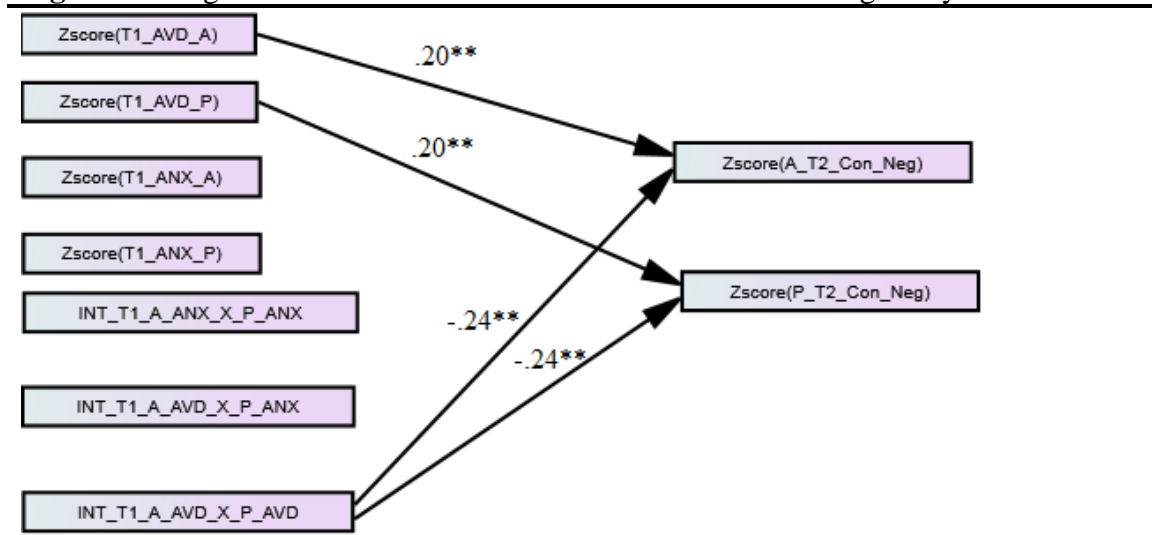 Zscore(T1_AVD_A)
.20**
Zscore(T1_AVD_P)
.20**
Zscore(A_T2_Con_Neg)
Zscore(T1_ANX_A)
Zscore(T1_ANX_P)
Zscore(P_T2_Con_Neg)
INT_T1_A_ANX_X_P_ANX
-.24**
-.24**
INT_T1_A_AVD_X_P_ANX
INT_T1_A_AVD_X_P_AVD